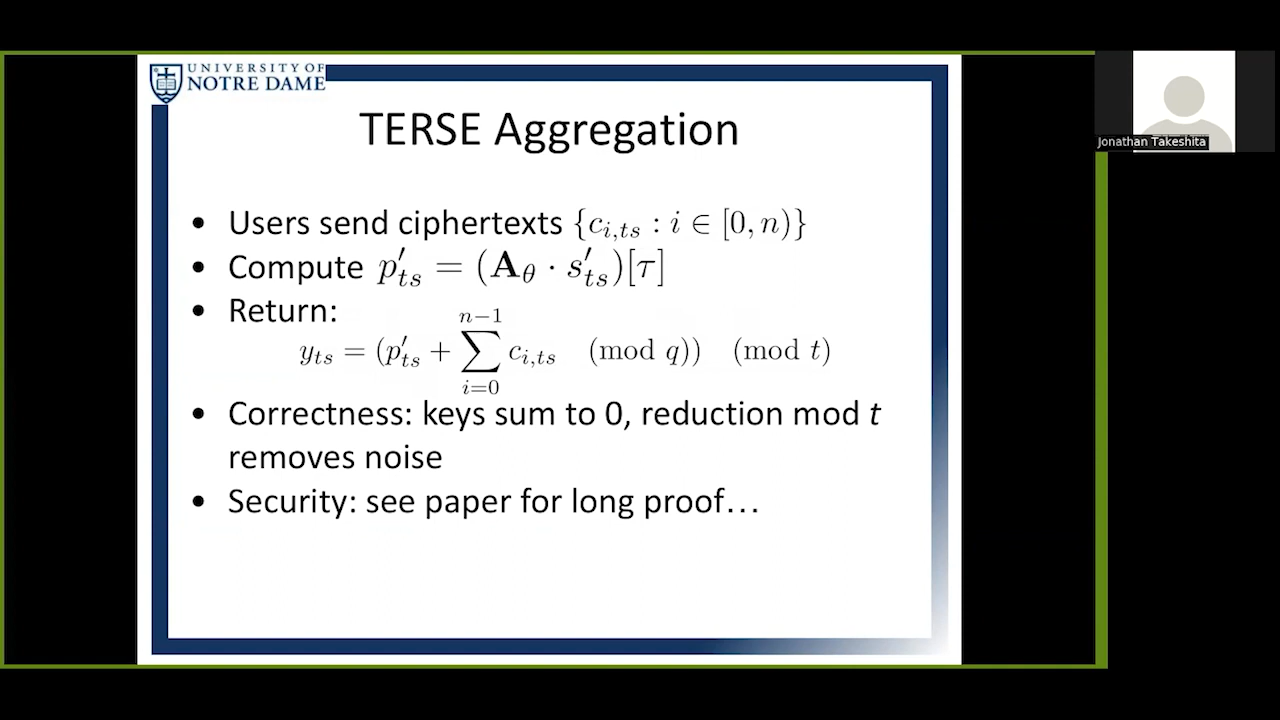 UNIVERSITY OF
NOTRE DAME
Jonathan Takeshita
TERSE Aggregation
• Users send ciphertexts {c_{i,ts} : i ∈ [0, n)}
• Compute p′_{ts} = (A_θ · s′_{ts})[τ]
• Return:
y_{ts} = (p′_{ts} + ∑_{i=0}^{n−1} c_{i,ts} (mod q)) (mod t)
• Correctness: keys sum to 0, reduction mod t
removes noise
• Security: see paper for long proof…